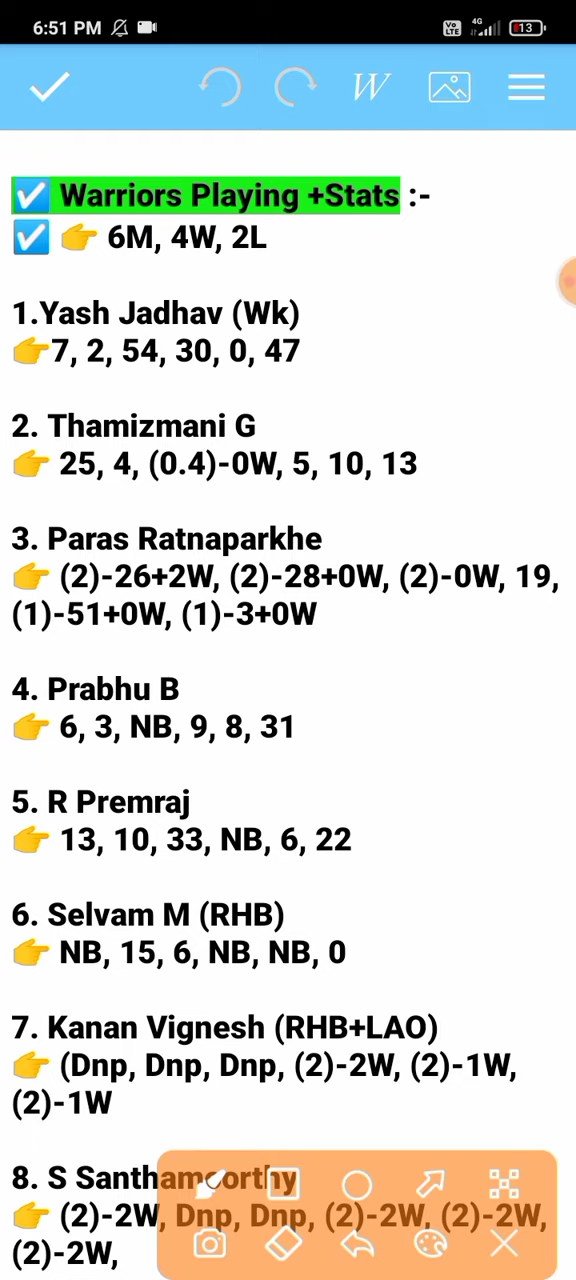 6:51 PM
Vo LTE 4G 13
W
✅ Warriors Playing +Stats :-
✅ 👉 6M, 4W, 2L
1.Yash Jadhav (Wk)
👉7, 2, 54, 30, 0, 47
2. Thamizmani G
👉 25, 4, (0.4)-0W, 5, 10, 13
3. Paras Ratnaparkhe
👉 (2)-26+2W, (2)-28+0W, (2)-0W, 19,
(1)-51+0W, (1)-3+0W
4. Prabhu B
👉 6, 3, NB, 9, 8, 31
5. R Premraj
👉 13, 10, 33, NB, 6, 22
6. Selvam M (RHB)
👉 NB, 15, 6, NB, NB, 0
7. Kanan Vignesh (RHB+LAO)
👉 (Dnp, Dnp, Dnp, (2)-2W, (2)-1W,
(2)-1W
8. S Santhamoorthy
👉 (2)-2W, Dnp, Dnp, (2)-2W, (2)-2W,
(2)-2W,